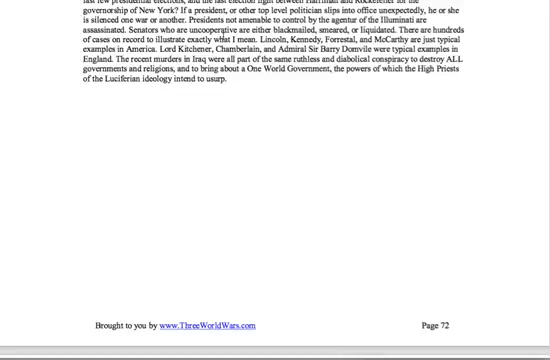 last few presidential elections, and the last election fight between Harriman and Rockefeller for the
governorship of New York? If a president, or other top level politician slips into office unexpectedly, he or she
is silenced one war or another. Presidents not amenable to control by the agentur of the Illuminati are
assassinated. Senators who are uncooperative are either blackmailed, smeared, or liquidated. There are hundreds
of cases on record to illustrate exactly what I mean. Lincoln, Kennedy, Forrestal, and McCarthy are just typical
examples in America. Lord Kitchener, Chamberlain, and Admiral Sir Barry Domvile were typical examples in
England. The recent murders in Iraq were all part of the same ruthless and diabolical conspiracy to destroy ALL
governments and religions, and to bring about a One World Government, the powers of which the High Priests
of the Luciferian ideology intend to usurp.
Brought to you by www.ThreeWorldWars.com
Page 72